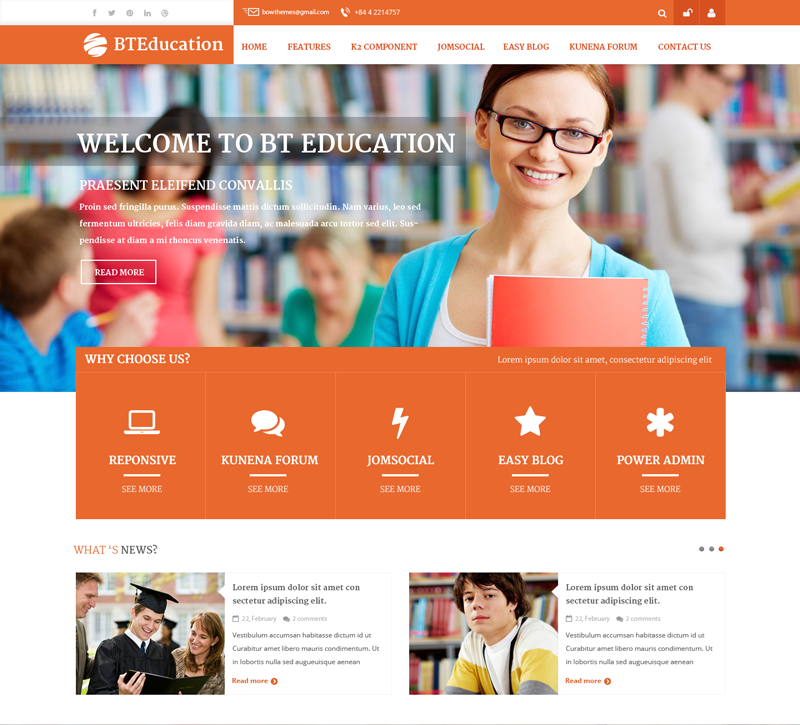 bowthemes@gmail.com +84 4 2214757
BTEducation HOME FEATURES K2 COMPONENT JOMSOCIAL EASY BLOG KUNENA FORUM CONTACT US
WELCOME TO BT EDUCATION
PRAESENT ELEIFEND CONVALLIS
Proin sed fringilla purus. Suspendisse mattis dictum sollicitudin. Nam varius, leo sed
fermentum ultricies, felis diam gravida diam, ac malesuada arcu tortor sed elit. Sus-
pendisse at diam a mi rhoncus venenatis.
READ MORE
WHY CHOOSE US? Lorem ipsum dolor sit amet, consectetur adipiscing elit
REPONSIVE KUNENA FORUM JOMSOCIAL EASY BLOG POWER ADMIN
SEE MORE SEE MORE SEE MORE SEE MORE SEE MORE
WHAT ‘S NEWS?
Lorem ipsum dolor sit amet con
sectetur adipiscing elit.
22, February 2 comments
Vestibulum accumsan habitasse dictum id ut
Curabitur amet libero mauris condimentum. Ut
in lobortis nulla sed augueuisque aenean
Read more
Lorem ipsum dolor sit amet con
sectetur adipiscing elit.
22, February 2 comments
Vestibulum accumsan habitasse dictum id ut
Curabitur amet libero mauris condimentum. Ut
in lobortis nulla sed augueuisque aenean
Read more